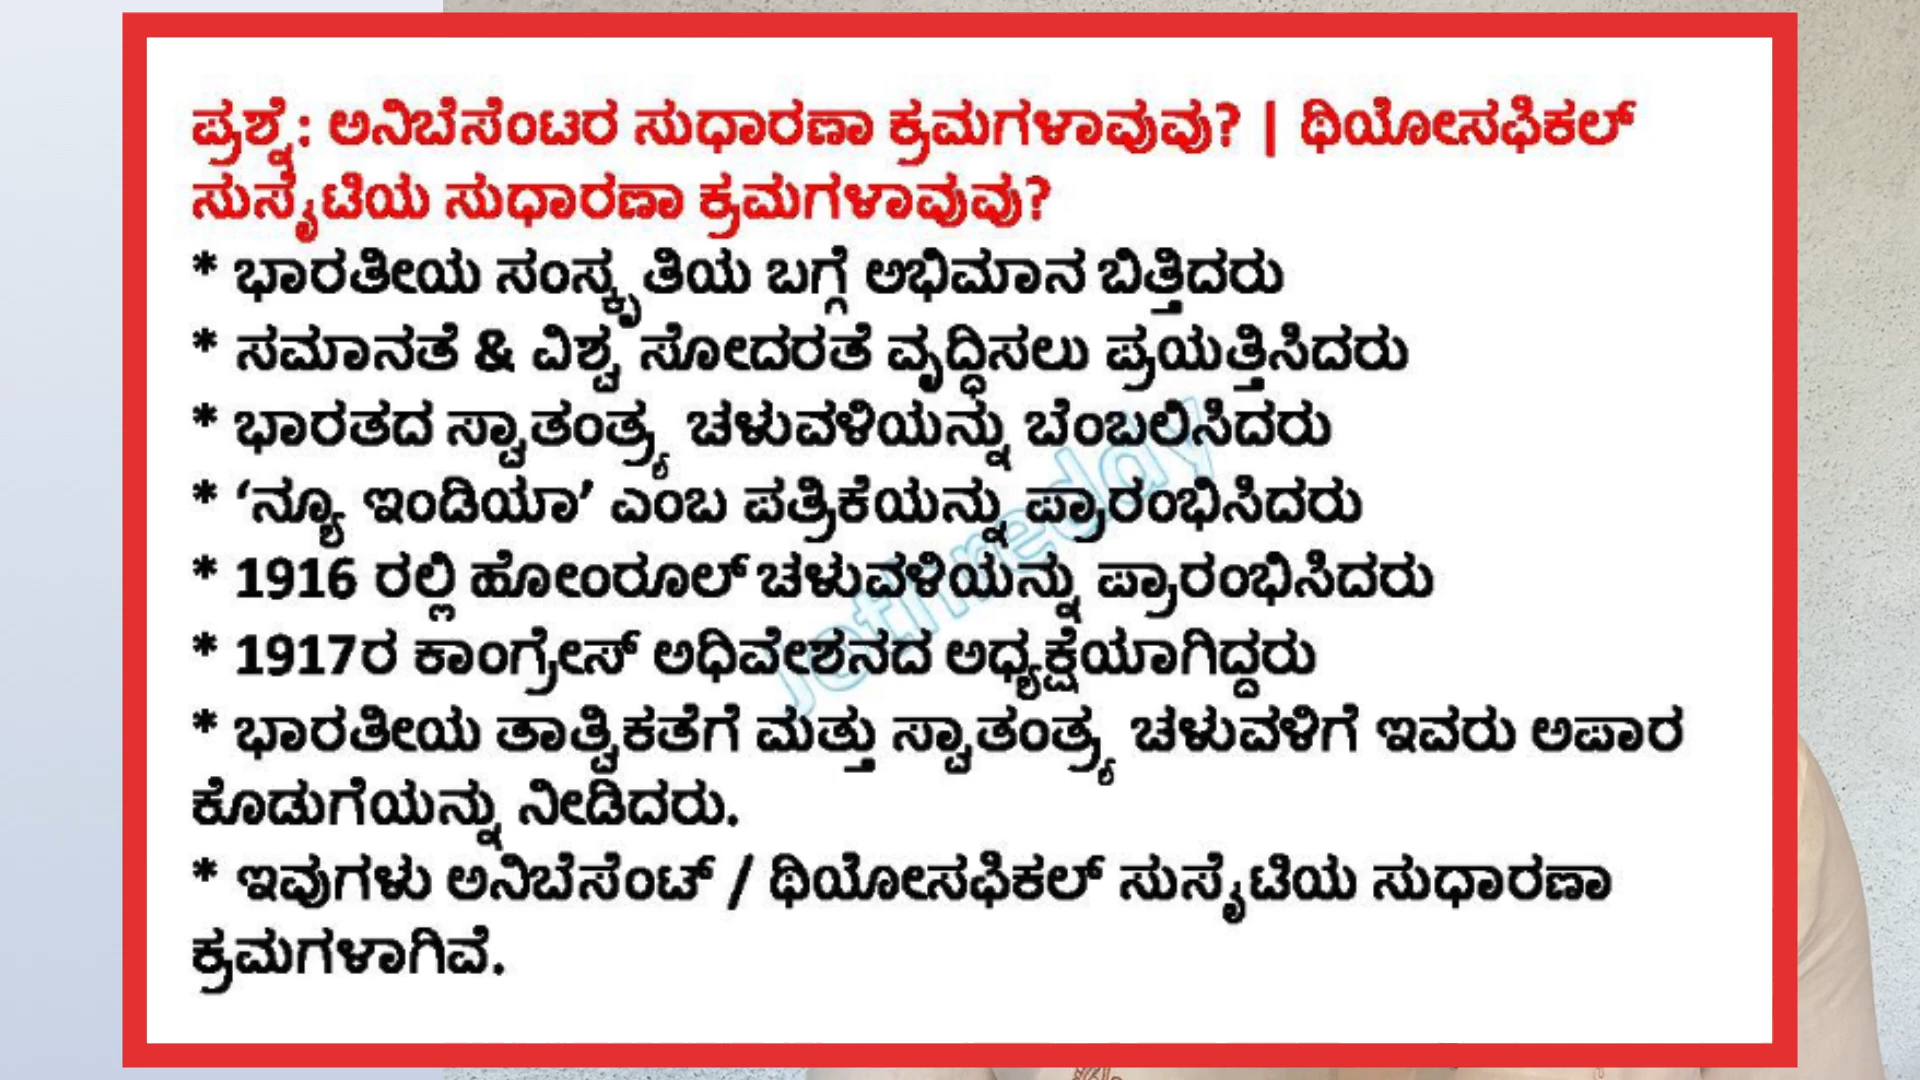 ಪ್ರಶ್ನೆ: ಅನಿಬೆಸೆಂಟರ ಸುಧಾರಣಾ ಕ್ರಮಗಳಾವುವು? | ಥಿಯೋಸಫಿಕಲ್
ಸುಸೈಟಿಯ ಸುಧಾರಣಾ ಕ್ರಮಗಳಾವುವು?
* ಭಾರತೀಯ ಸಂಸ್ಕೃತಿಯ ಬಗ್ಗೆ ಅಭಿಮಾನ ಬಿತ್ತಿದರು
* ಸಮಾನತೆ & ವಿಶ್ವ ಸೋದರತೆ ವೃದ್ಧಿಸಲು ಪ್ರಯತ್ತಿಸಿದರು
* ಭಾರತದ ಸ್ವಾತಂತ್ರ್ಯ ಚಳುವಳಿಯನ್ನು ಬೆಂಬಲಿಸಿದರು
* ‘ನ್ಯೂ ಇಂಡಿಯಾ’ ಎಂಬ ಪತ್ರಿಕೆಯನ್ನು ಪ್ರಾರಂಭಿಸಿದರು
* 1916 ರಲ್ಲಿ ಹೋಂರೂಲ್ ಚಳುವಳಿಯನ್ನು ಪ್ರಾರಂಭಿಸಿದರು
* 1917ರ ಕಾಂಗ್ರೇಸ್ ಅಧಿವೇಶನದ ಅಧ್ಯಕ್ಷೆಯಾಗಿದ್ದರು
* ಭಾರತೀಯ ತಾತ್ವಿಕತೆಗೆ ಮತ್ತು ಸ್ವಾತಂತ್ರ್ಯ ಚಳುವಳಿಗೆ ಇವರು ಅಪಾರ
ಕೊಡುಗೆಯನ್ನು ನೀಡಿದರು.
* ಇವುಗಳು ಅನಿಬೆಸೆಂಟ್ / ಥಿಯೋಸಫಿಕಲ್ ಸುಸೈಟಿಯ ಸುಧಾರಣಾ
ಕ್ರಮಗಳಾಗಿವೆ.